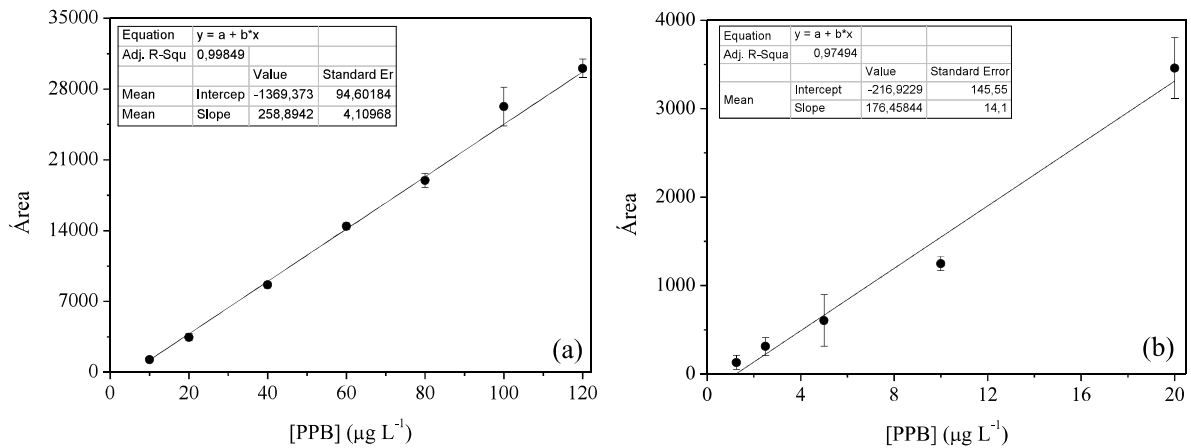 35000
28000
21000
14000
7000
0
Área
Equation y = a + b*x
Adj. R-Squ 0,99849
Value Standard Er
Mean Intercep -1369,373 94,60184
Mean Slope 258,8942 4,10968
(a)
0 20 40 60 80 100 120
[PPB] (μg L-1)
4000
3000
2000
1000
0
Área
Equation y = a + b*x
Adj. R-Squa 0,97494
Value Standard Error
Mean
Intercept -216,9229 145,55
Slope 176,45844 14,1
(b)
0 4 8 12 16 20
[PPB] (μg L-1)